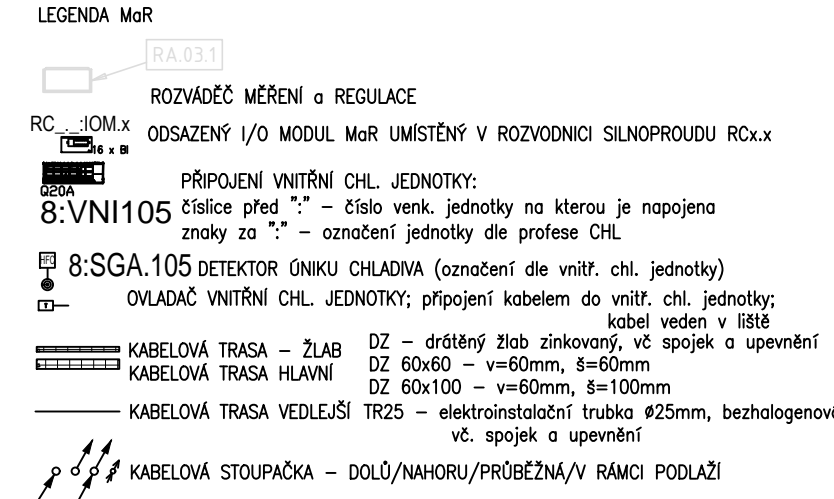 LEGENDA MaR
RA.03.1
ROZVÁDĚČ MĚŘENÍ a REGULACE
RC_._:IOM.x
16 x BI
ODSAZENÝ I/O MODUL MaR UMÍSTĚNÝ V ROZVODNICI SILNOPROUDU RCx.x
Q20A
8:VNI105
PŘIPOJENÍ VNITŘNÍ CHL. JEDNOTKY:
číslice před ":" – číslo venk. jednotky na kterou je napojena
znaky za ":" – označení jednotky dle profese CHL
HFC
8:SGA.105 DETEKTOR ÚNIKU CHLADIVA (označení dle vnitř. chl. jednotky)
T
OVLADAČ VNITŘNÍ CHL. JEDNOTKY; připojení kabelem do vnitř. chl. jednotky;
kabel veden v liště
KABELOVÁ TRASA – ŽLAB
KABELOVÁ TRASA HLAVNÍ
DZ – drátěný žlab zinkovaný, vč spojek a upevnění
DZ 60x60 – v=60mm, š=60mm
DZ 60x100 – v=60mm, š=100mm
KABELOVÁ TRASA VEDLEJŠÍ TR25 – elektroinstalační trubka ø25mm, bezhalogenov
vč. spojek a upevnění
KABELOVÁ STOUPAČKA – DOLŮ/NAHORU/PRŮBĚŽNÁ/V RÁMCI PODLAŽÍ